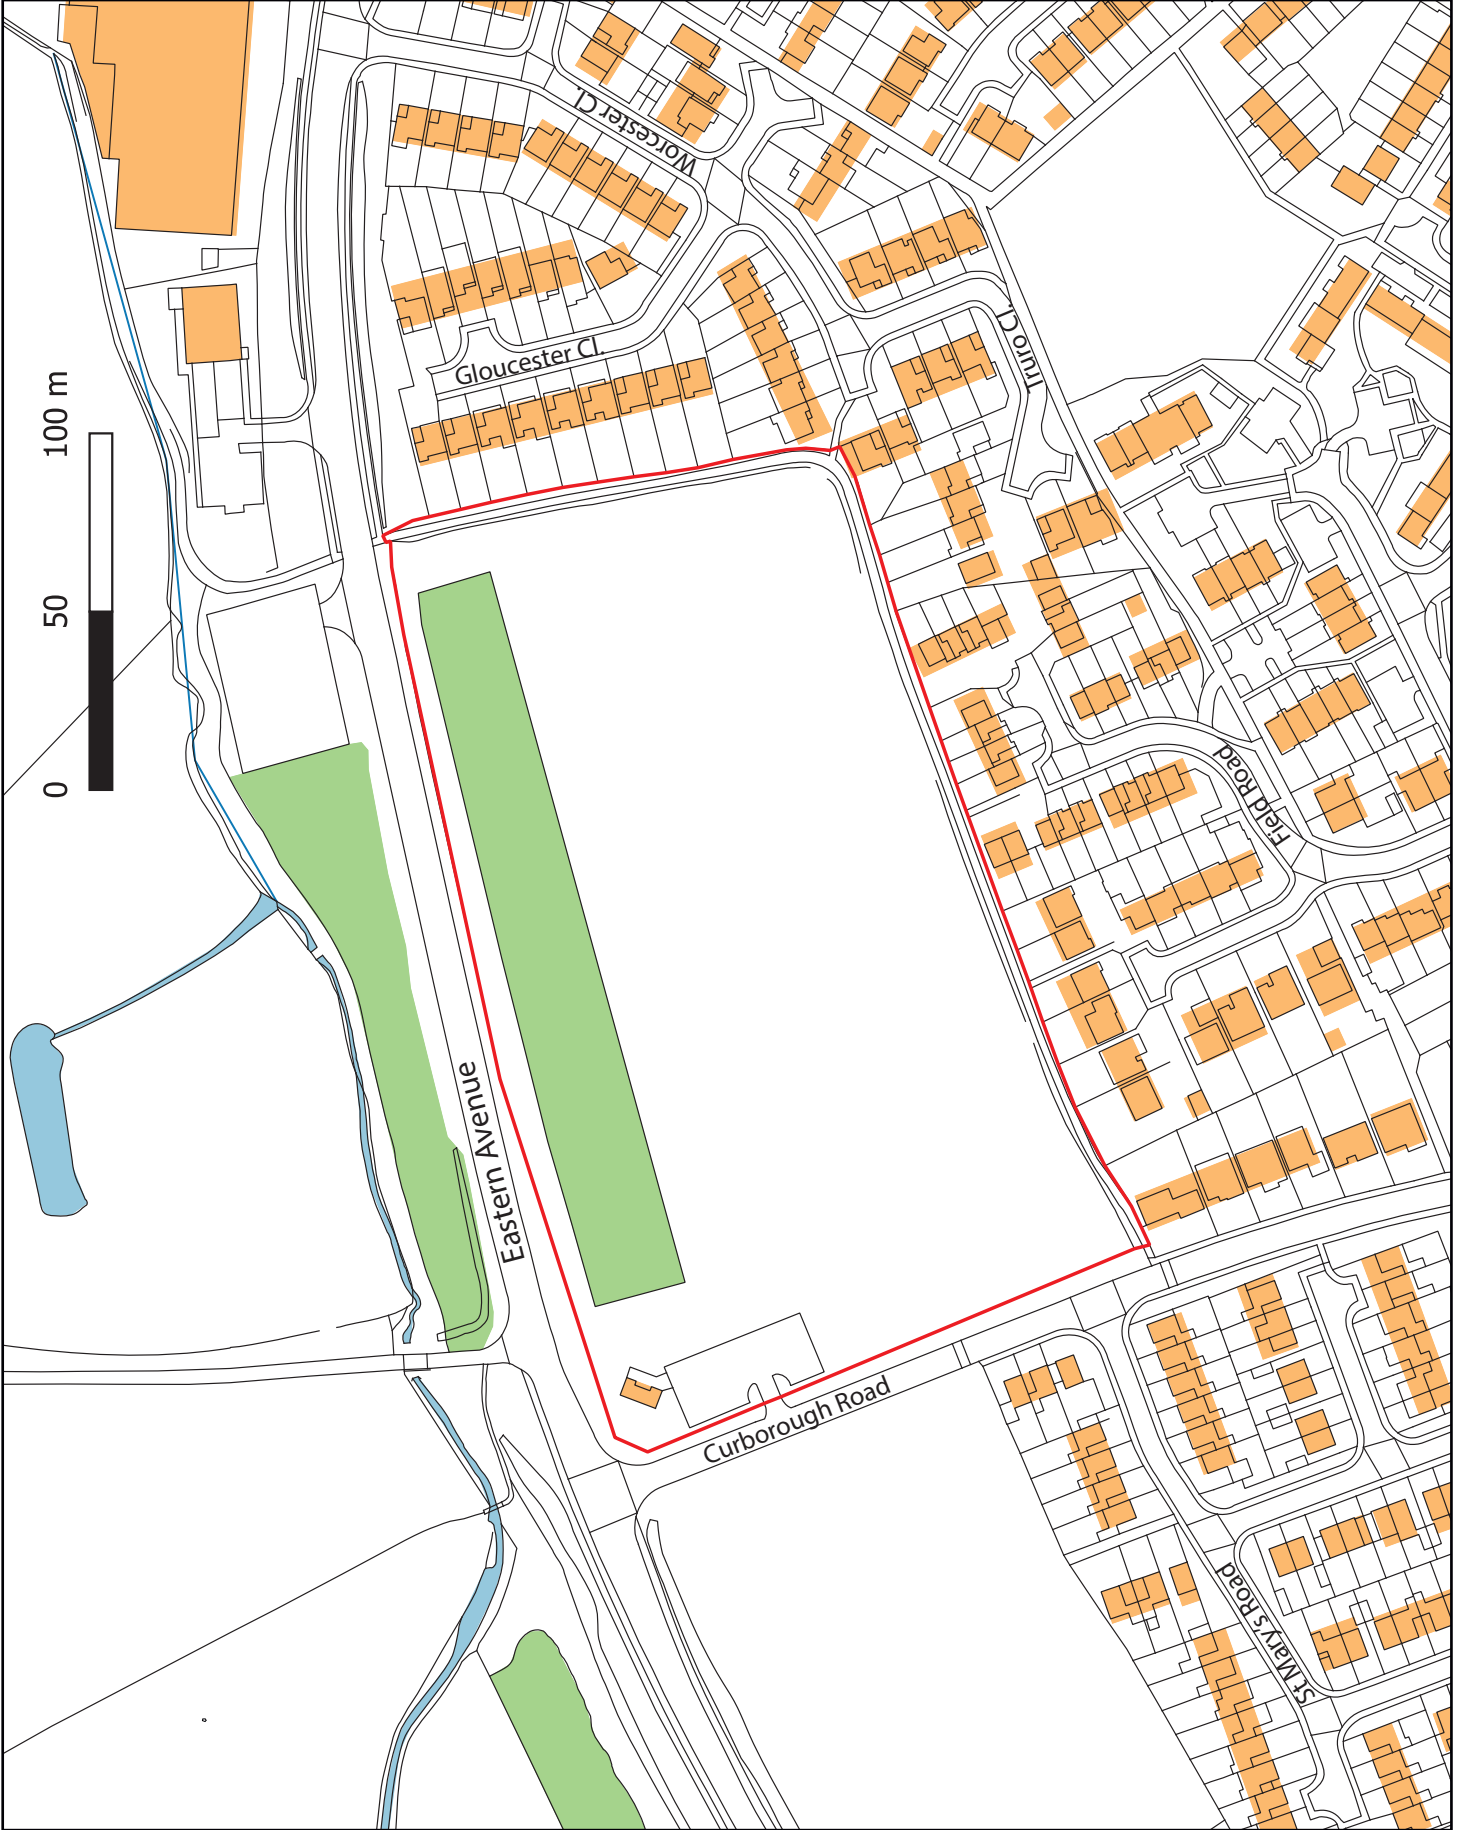 Worcester Cl.
Gloucester Cl.
Truro Cl.
100 m
50
0
Field Road
Eastern Avenue
Curborough Road
St Mary's Road